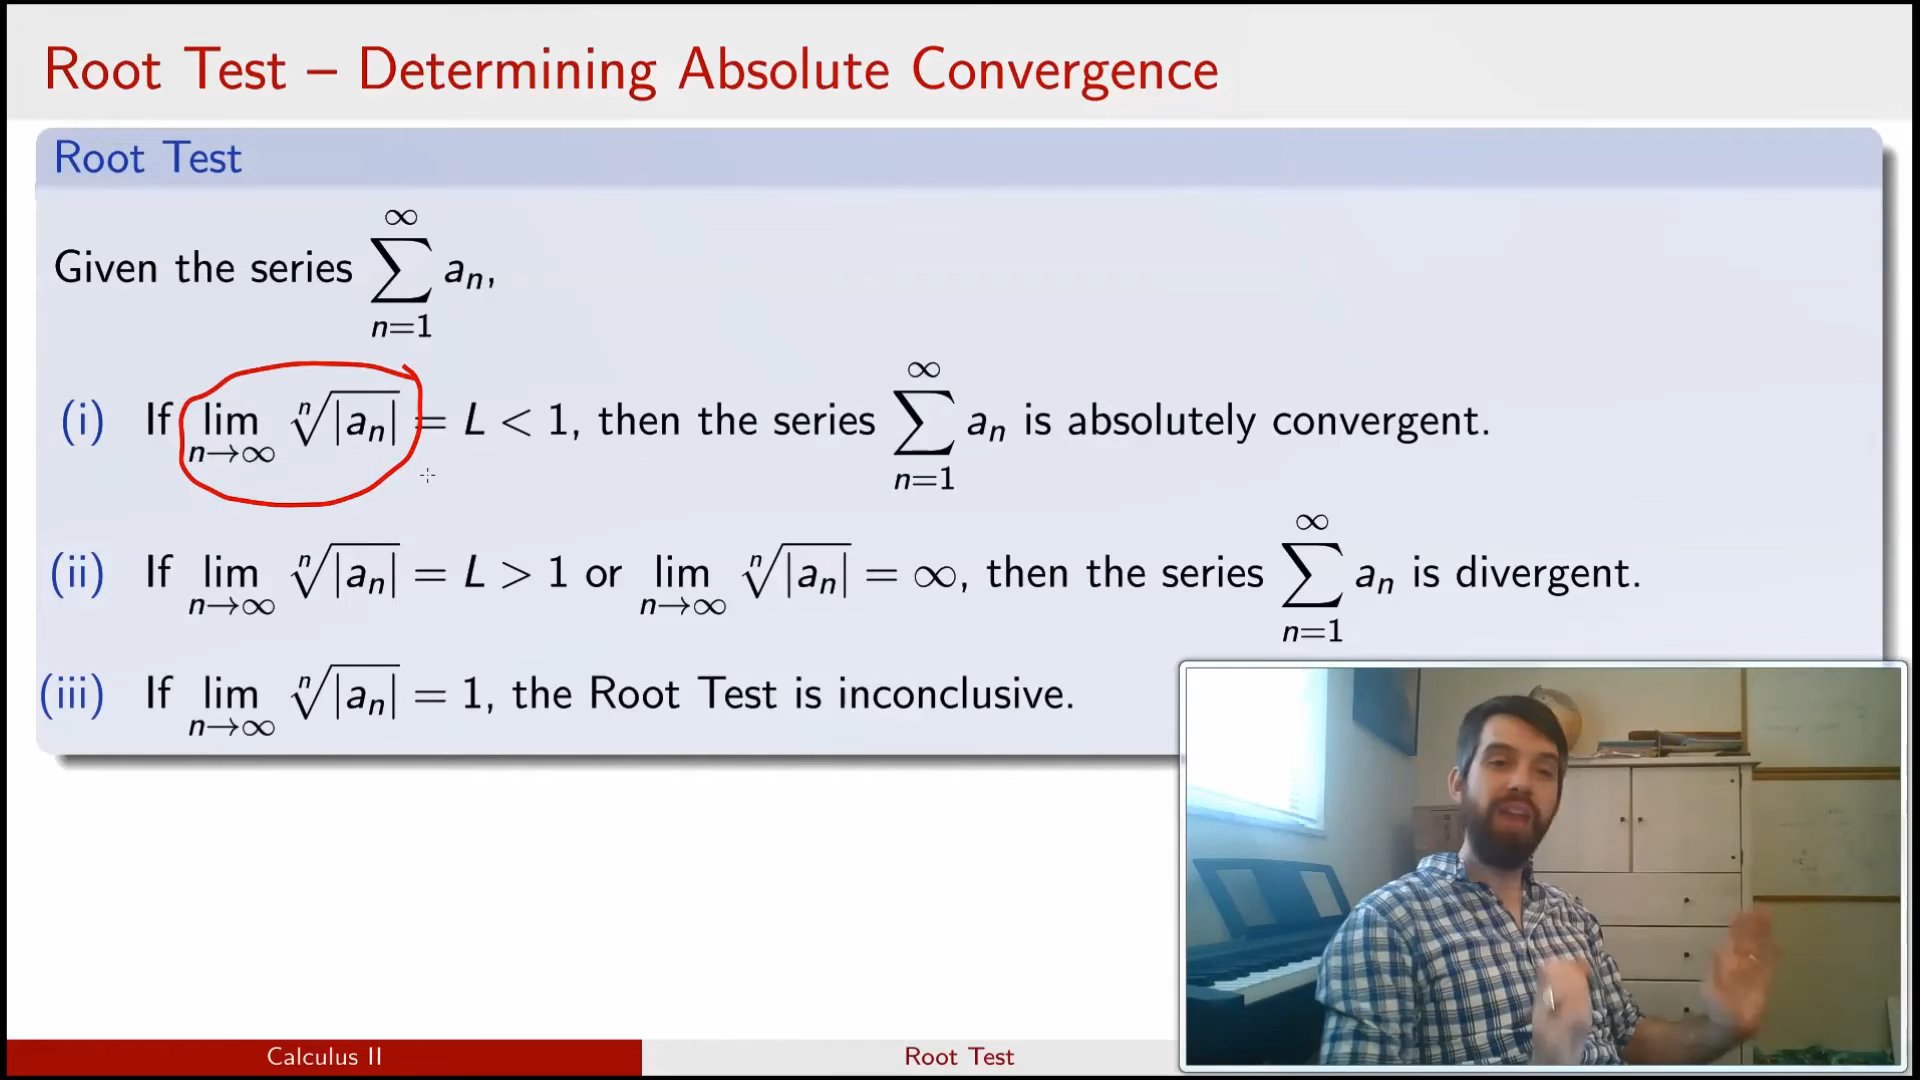 Root Test – Determining Absolute Convergence
Root Test
Given the series ∑_{n=1}^{∞} a_n,
(i) If lim_{n→∞} ⁿ√|a_n| = L < 1, then the series ∑_{n=1}^{∞} a_n is absolutely convergent.
(ii) If lim_{n→∞} ⁿ√|a_n| = L > 1 or lim_{n→∞} ⁿ√|a_n| = ∞, then the series ∑_{n=1}^{∞} a_n is divergent.
(iii) If lim_{n→∞} ⁿ√|a_n| = 1, the Root Test is inconclusive.
Calculus II
Root Test